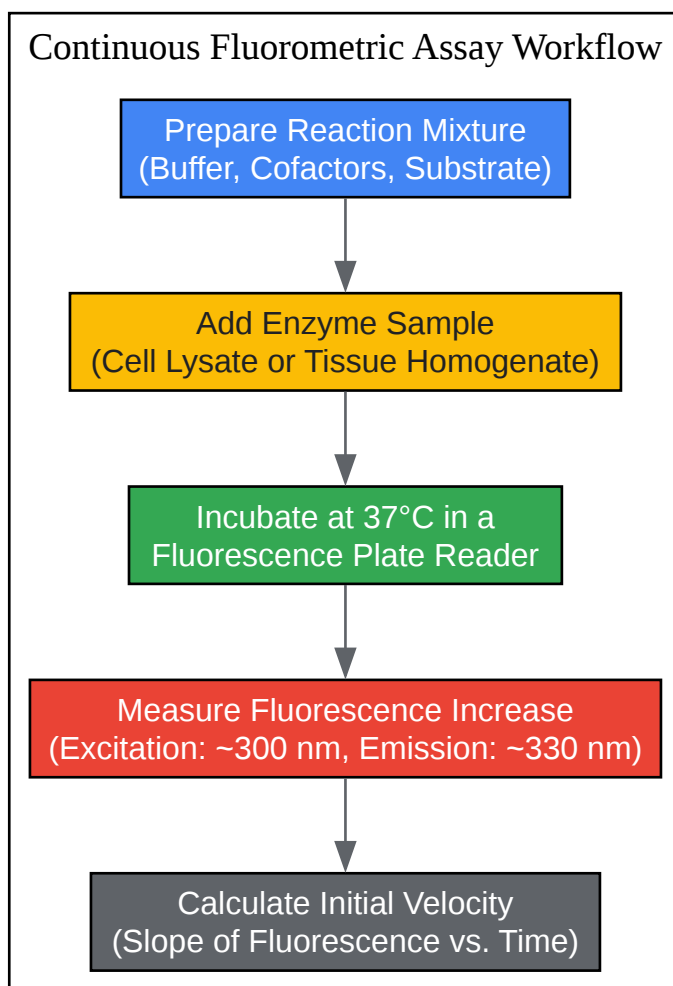 Continuous Fluorometric Assay Workflow
Prepare Reaction Mixture
(Buffer, Cofactors, Substrate)
Add Enzyme Sample
(Cell Lysate or Tissue Homogenate)
Incubate at 37°C in a
Fluorescence Plate Reader
Measure Fluorescence Increase
(Excitation: ~300 nm, Emission: ~330 nm)
Calculate Initial Velocity
(Slope of Fluorescence vs. Time)